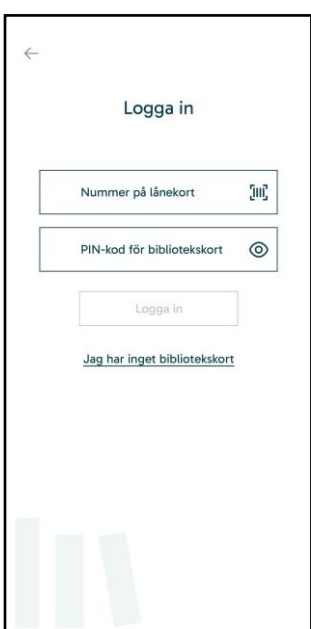 Logga in
Nummer på lånekort
PIN-kod för bibliotekskort
Logga in
Jag har inget bibliotekskort